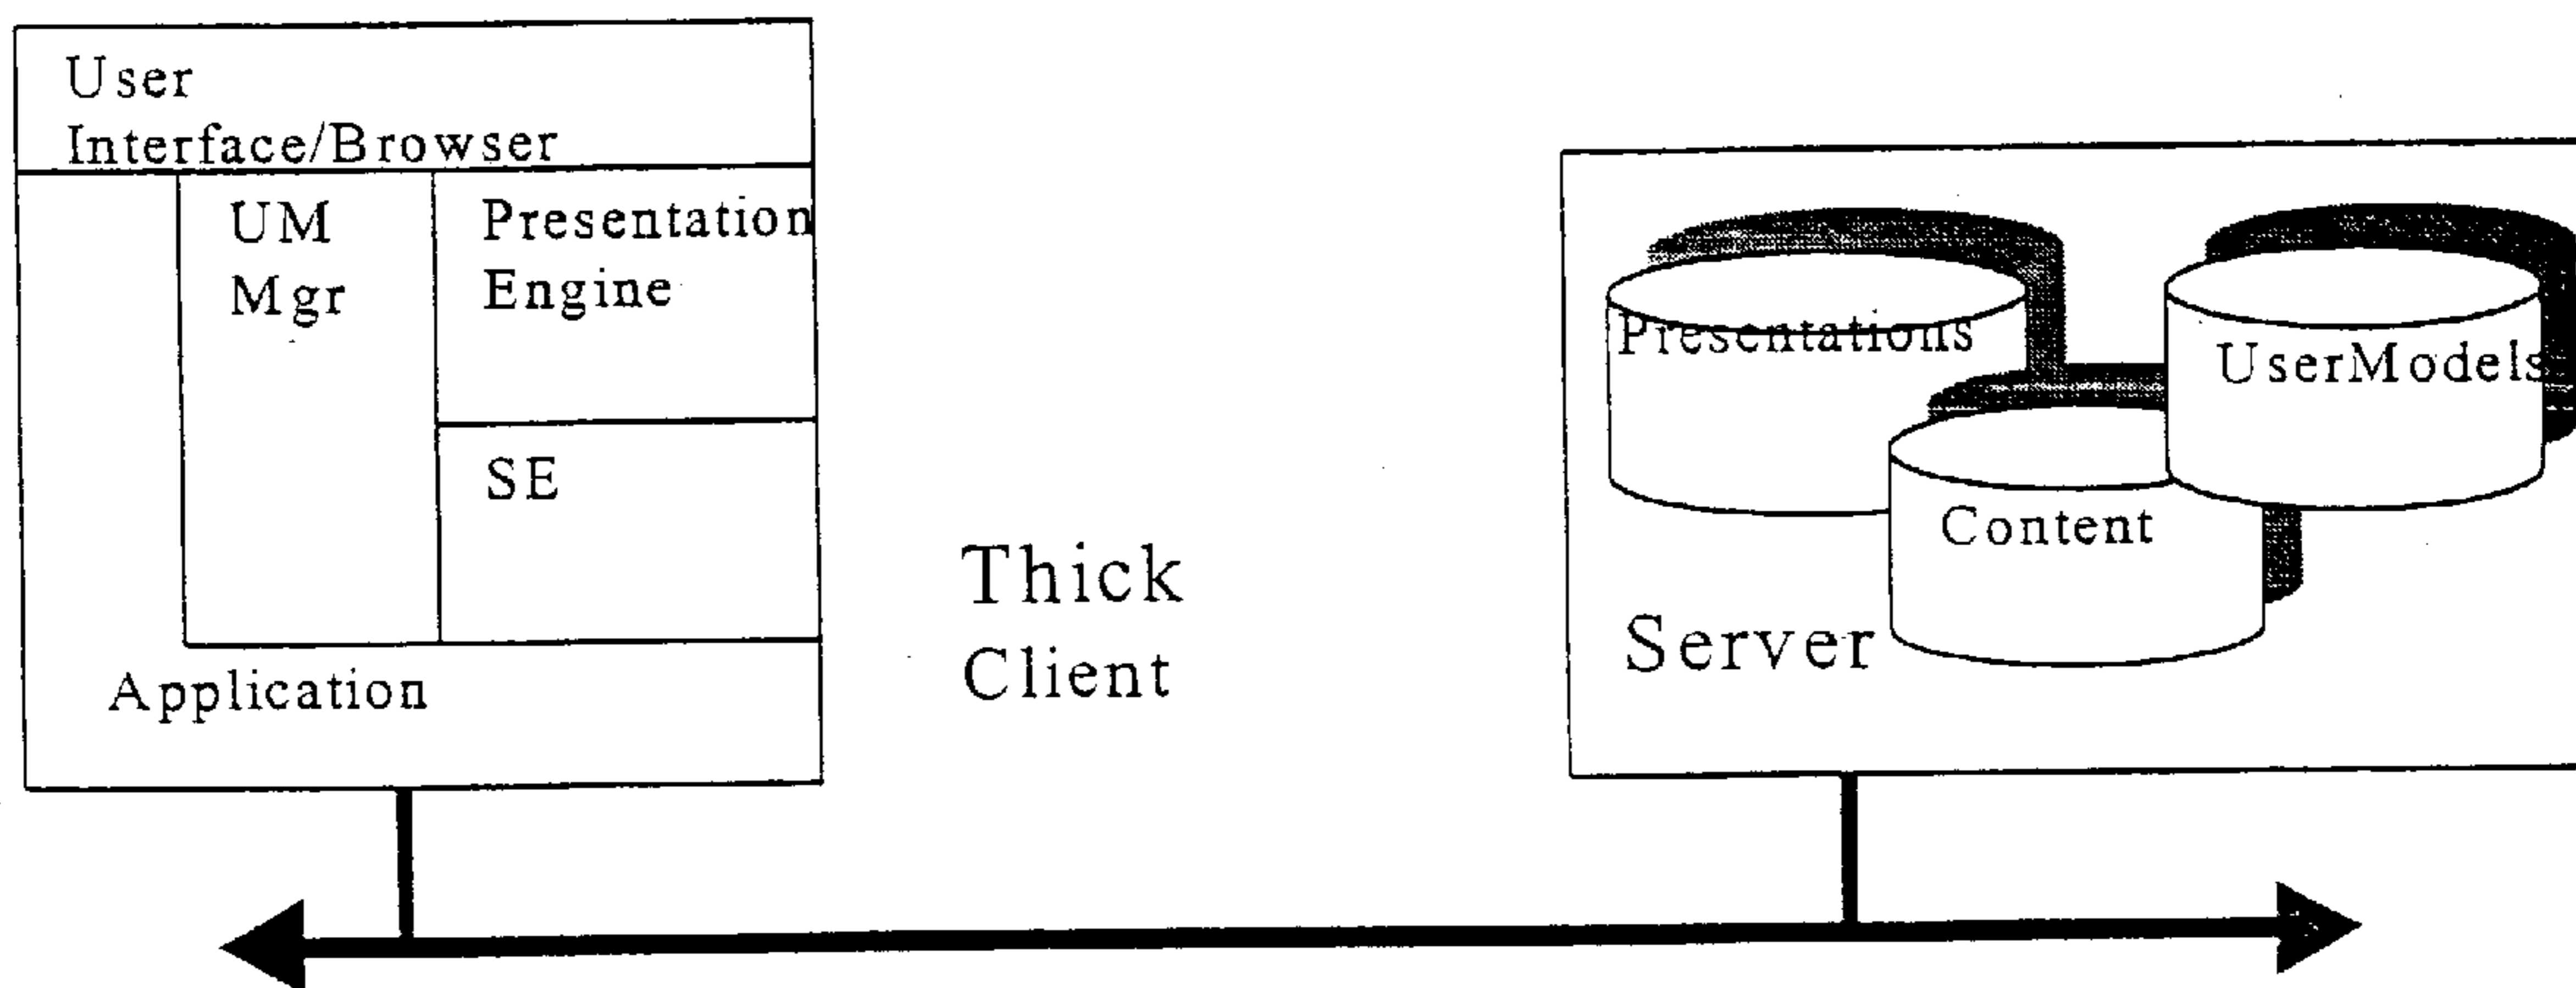 User
Interface/Browser
UM
Mgr
Presentation
Engine
SE
Application
Thick
Client
Presentations
UserModels
Content
Server